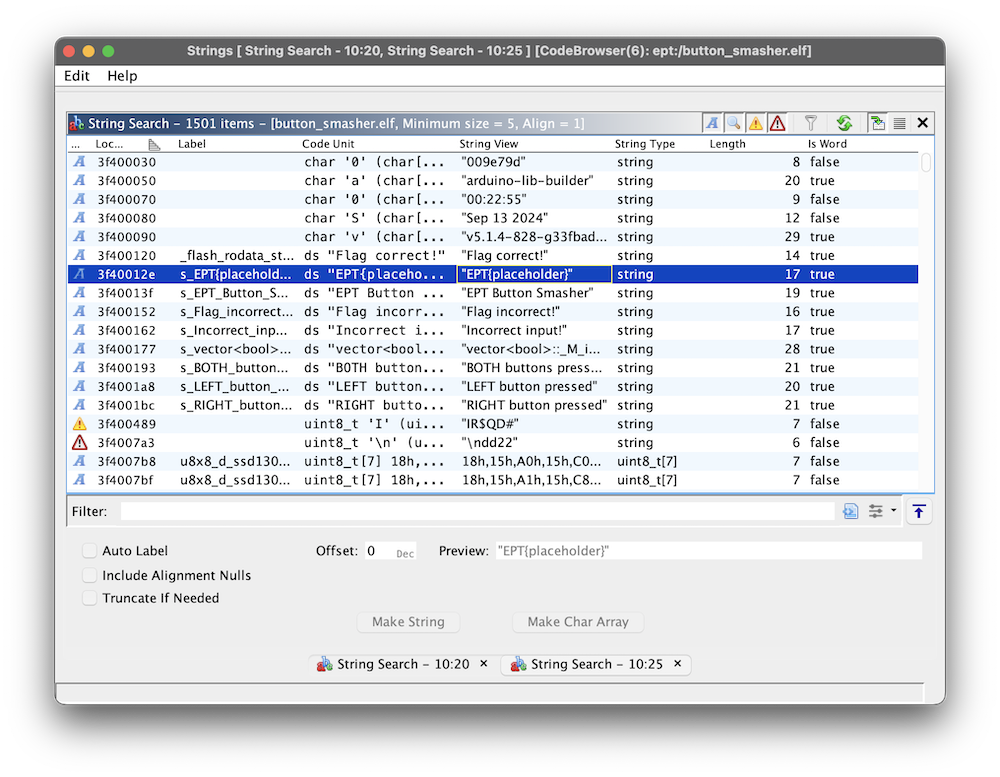 Strings [ String Search - 10:20, String Search - 10:25 ] [CodeBrowser(6): ept:/button_smasher.elf]
Edit Help
String Search - 1501 items - [button_smasher.elf, Minimum size = 5, Align = 1]
... Loc... Label Code Unit String View String Type Length Is Word
A 3f400030 char '0' (char[... "009e79d" string 8 false
A 3f400050 char 'a' (char[... "arduino-lib-builder" string 20 true
A 3f400070 char '0' (char[... "00:22:55" string 9 false
A 3f400080 char 'S' (char[... "Sep 13 2024" string 12 false
A 3f400090 char 'v' (char[... "v5.1.4-828-g33fbad... string 29 true
A 3f400120 _flash_rodata_st... ds "Flag correct!" "Flag correct!" string 14 true
A 3f40012e s_EPT{placehold... ds "EPT{placeho... "EPT{placeholder}" string 17 true
A 3f40013f s_EPT_Button_S... ds "EPT Button ... "EPT Button Smasher" string 19 true
A 3f400152 s_Flag_incorrect... ds "Flag incorr... "Flag incorrect!" string 16 true
A 3f400162 s_Incorrect_inp... ds "Incorrect i... "Incorrect input!" string 17 true
A 3f400177 s_vector<bool>... ds "vector<bool... "vector<bool>::_M_i... string 28 true
A 3f400193 s_BOTH_button... ds "BOTH button... "BOTH buttons press... string 21 true
A 3f4001a8 s_LEFT_button_... ds "LEFT button... "LEFT button pressed" string 20 true
A 3f4001bc s_RIGHT_button... ds "RIGHT butto... "RIGHT button pressed" string 21 true
3f400489 uint8_t 'I' (ui... "IR$QD#" string 7 false
3f4007a3 uint8_t '\n' (u... "\ndd22" string 6 false
A 3f4007b8 u8x8_d_ssd130... uint8_t[7] 18h,... 18h,15h,A0h,15h,C0... uint8_t[7] 7 false
A 3f4007bf u8x8_d_ssd130... uint8_t[7] 18h,... 18h,15h,A1h,15h,C8... uint8_t[7] 7 false
Filter:
Auto Label Offset: 0 Dec Preview: "EPT{placeholder}"
Include Alignment Nulls
Truncate If Needed
Make String Make Char Array
String Search - 10:20 × String Search - 10:25 ×